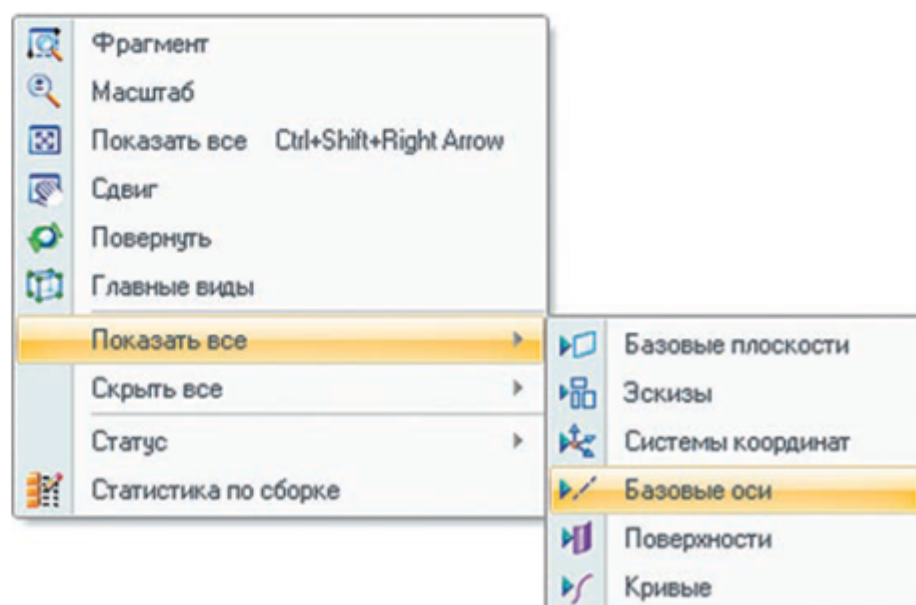 Фрагмент
Масштаб
Показать все Ctrl+Shift+Right Arrow
Сдвиг
Повернуть
Главные виды
Показать все
Скрыть все
Статус
Статистика по сборке
Базовые плоскости
Эскизы
Системы координат
Базовые оси
Поверхности
Кривые